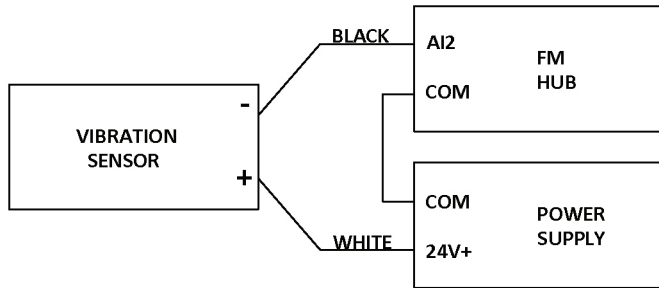 BLACK
AI2
FM
HUB
COM
-
VIBRATION
SENSOR
+
COM
POWER
SUPPLY
WHITE
24V+